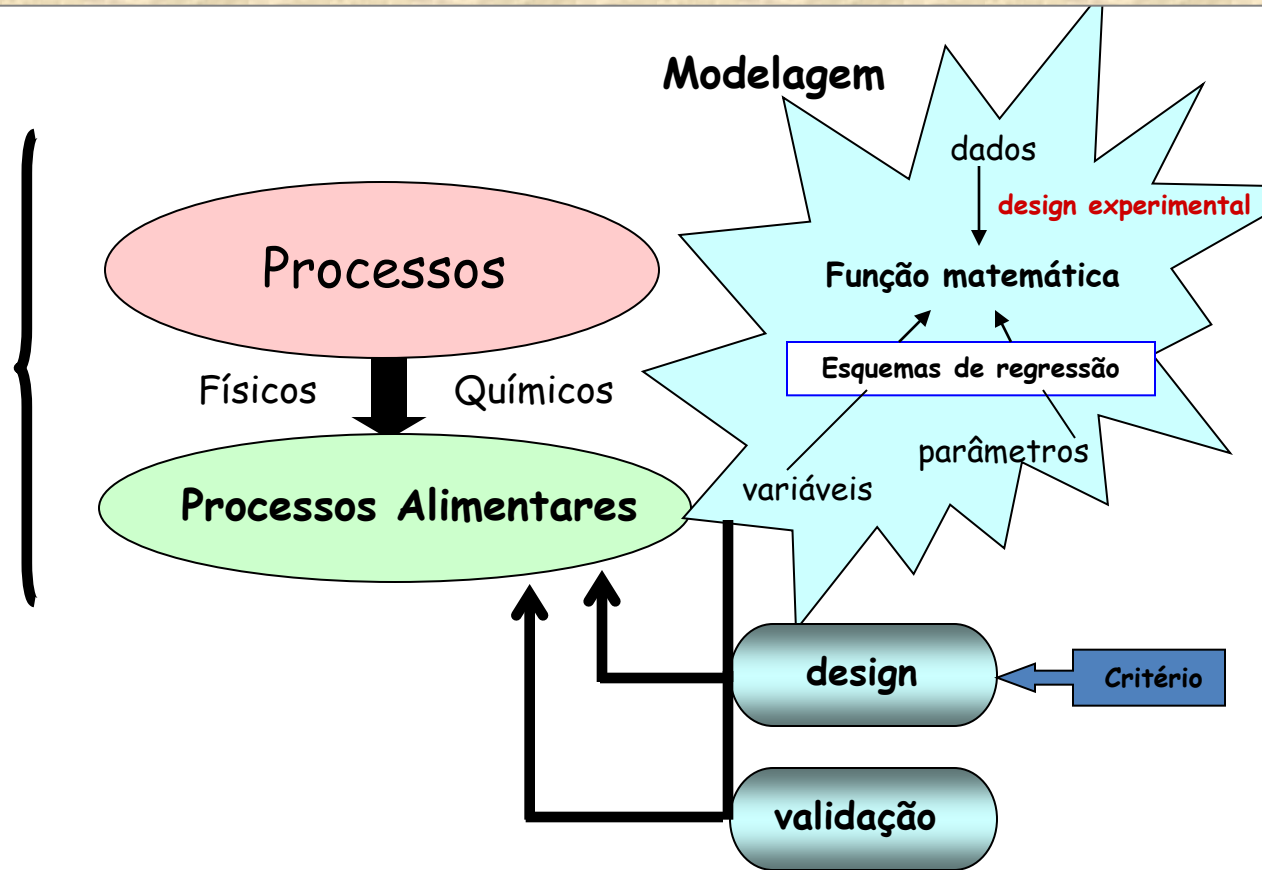 Modelagem
dados
design experimental
Processos
Função matemática
Esquemas de regressão
Físicos
Químicos
parâmetros
variáveis
Processos Alimentares
design
Critério
validação